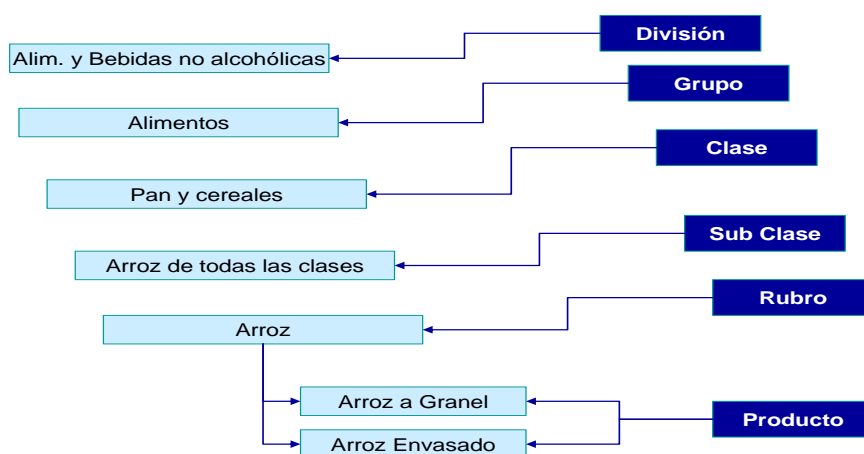 División
Alim. y Bebidas no alcohólicas
Grupo
Alimentos
Clase
Pan y cereales
Sub Clase
Arroz de todas las clases
Rubro
Arroz
Arroz a Granel
Producto
Arroz Envasado